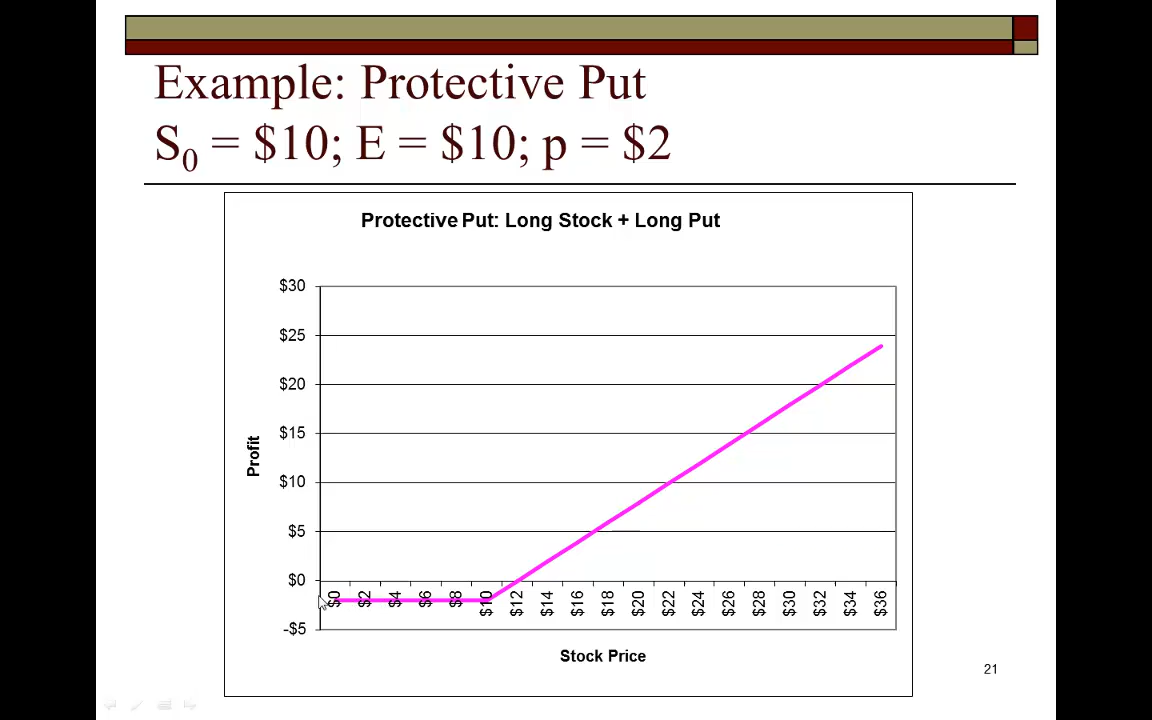 Example: Protective Put
S₀ = $10; E = $10; p = $2
Protective Put: Long Stock + Long Put
$30
$25
$20
$15
$10
$5
$0
-$5
Profit
$0 $2 $4 $6 $8 $10 $12 $14 $16 $18 $20 $22 $24 $26 $28 $30 $32 $34 $36
Stock Price
21